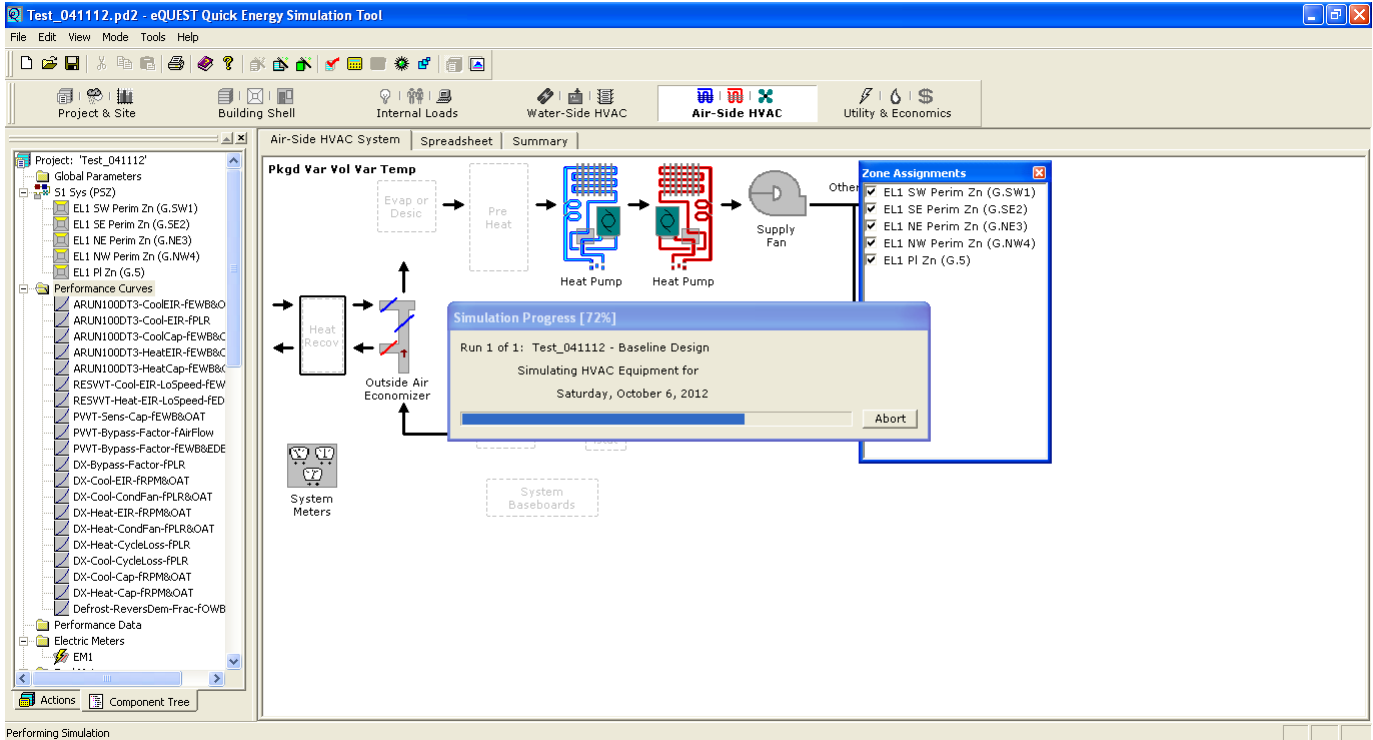 Test_041112.pd2 - eQUEST Quick Energy Simulation Tool
File Edit View Mode Tools Help
Project & Site
Building Shell
Internal Loads
Water-Side HVAC
Air-Side HVAC
Utility & Economics
Project: 'Test_041112'
Global Parameters
S1 Sys (PSZ)
EL1 SW Perim Zn (G.SW1)
EL1 SE Perim Zn (G.SE2)
EL1 NE Perim Zn (G.NE3)
EL1 NW Perim Zn (G.NW4)
EL1 Pl Zn (G.5)
Performance Curves
ARUN100DT3-CoolEIR-fEWB&O
ARUN100DT3-Cool-EIR-fPLR
ARUN100DT3-CoolCap-fEWB&C
ARUN100DT3-HeatEIR-fEWB&C
ARUN100DT3-HeatCap-fEWB&C
RESVVT-Cool-EIR-LoSpeed-fEW
RESVVT-Heat-EIR-LoSpeed-fED
PVVT-Sens-Cap-fEWB&OAT
PVVT-Bypass-Factor-fAirFlow
PVVT-Bypass-Factor-fEWB&EDE
DX-Bypass-Factor-fPLR
DX-Cool-EIR-fRPM&OAT
DX-Cool-CondFan-fPLR&OAT
DX-Heat-EIR-fRPM&OAT
DX-Heat-CondFan-fPLR&OAT
DX-Heat-CycleLoss-fPLR
DX-Cool-CycleLoss-fPLR
DX-Cool-Cap-fRPM&OAT
DX-Heat-Cap-fRPM&OAT
Defrost-ReversDem-Frac-fOWB
Performance Data
Electric Meters
EM1
Actions
Component Tree
Air-Side HVAC System
Spreadsheet
Summary
Pkgd Var Vol Var Temp
Evap or
Desic
Pre
Heat
Heat Pump
Heat Pump
Supply
Fan
Other
Heat
Recov
Outside Air
Economizer
System
Meters
System
Baseboards
Zone Assignments
EL1 SW Perim Zn (G.SW1)
EL1 SE Perim Zn (G.SE2)
EL1 NE Perim Zn (G.NE3)
EL1 NW Perim Zn (G.NW4)
EL1 Pl Zn (G.5)
Simulation Progress [72%]
Run 1 of 1: Test_041112 - Baseline Design
Simulating HVAC Equipment for
Saturday, October 6, 2012
Abort
Performing Simulation